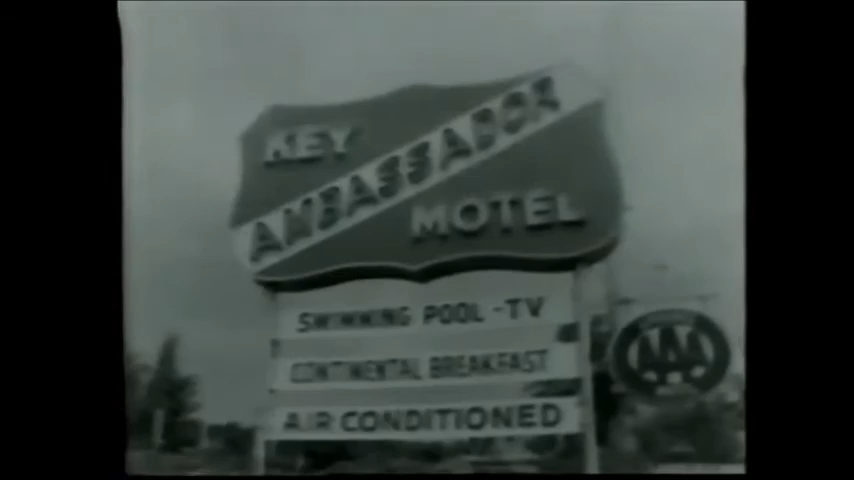 KEY
AMBASSADOR
MOTEL
SWIMMING POOL - TV
CONTINENTAL BREAKFAST
AIR CONDITIONED
AAA